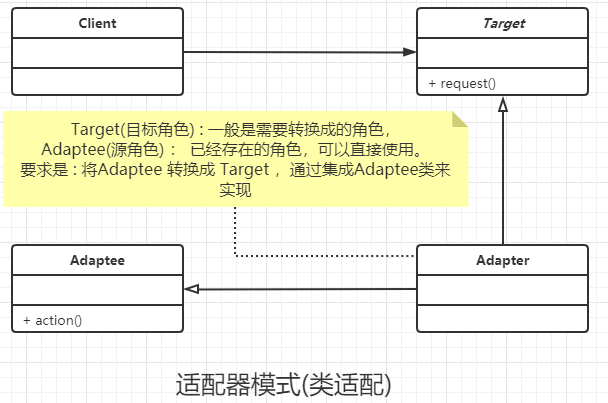 Client
Target
+ request()
Target(目标角色) : 一般是需要转换成的角色，
Adaptee(源角色) ： 已经存在的角色，可以直接使用。
要求是 : 将Adaptee 转换成 Target ，通过集成Adaptee类来
实现
Adaptee
+ action()
Adapter
适配器模式(类适配)